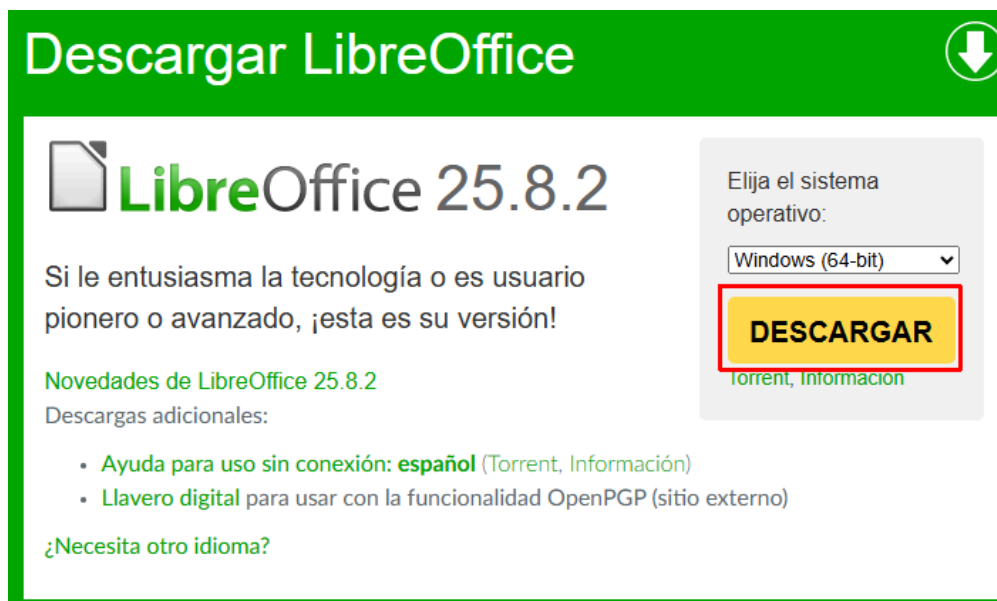 Descargar LibreOffice
LibreOffice 25.8.2
Si le entusiasma la tecnología o es usuario
pionero o avanzado, ¡esta es su versión!
Novedades de LibreOffice 25.8.2
Descargas adicionales:
• Ayuda para uso sin conexión: español (Torrent, Información)
• Llavero digital para usar con la funcionalidad OpenPGP (sitio externo)
¿Necesita otro idioma?
Elija el sistema
operativo:
Windows (64-bit)
DESCARGAR
Torrent, Información